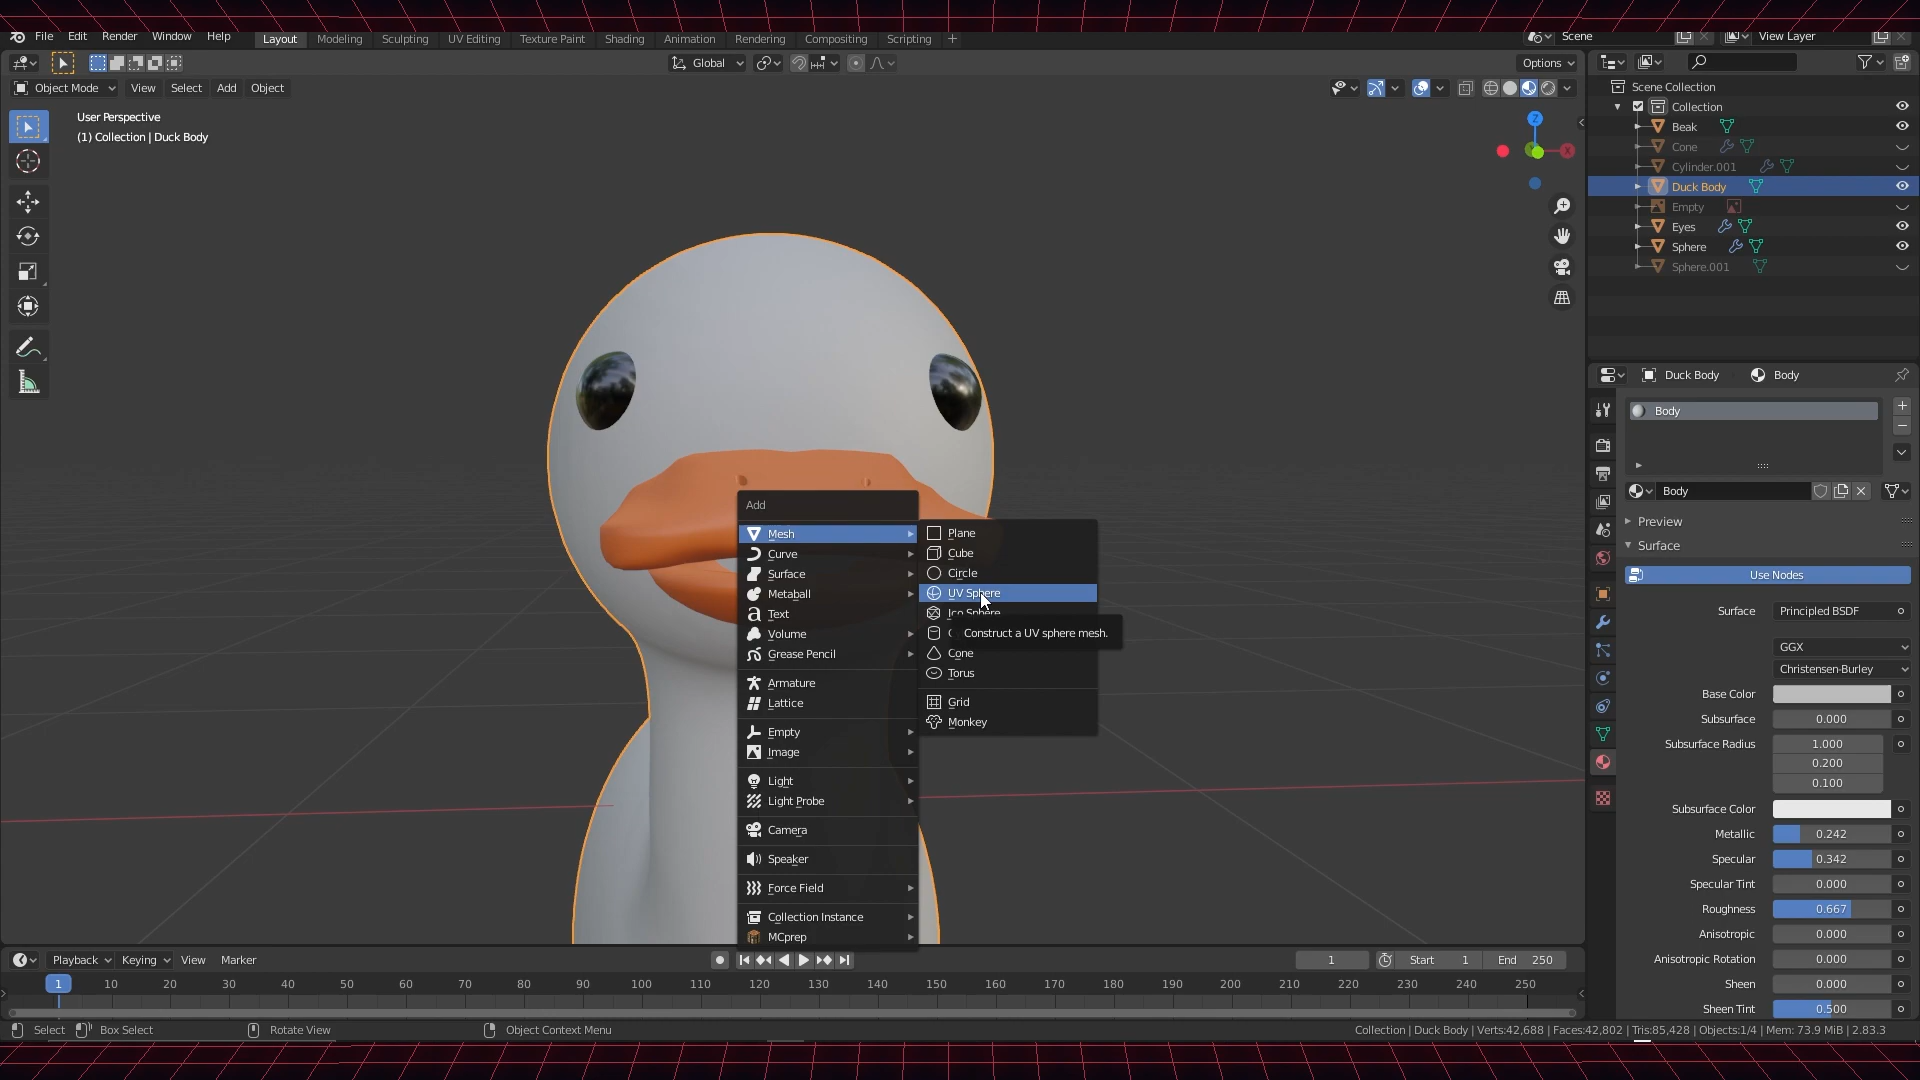 File Edit Render Window Help Layout Modeling Sculpting UV Editing Texture Paint Shading Animation Rendering Compositing Scripting + Scene View Layer
Global Options
Object Mode View Select Add Object
User Perspective
(1) Collection | Duck Body
Z
X
Scene Collection
Collection
Beak
Cone
Cylinder.001
Duck Body
Empty
Eyes
Sphere
Sphere.001
Duck Body Body
Body
Body
Preview
Surface
Use Nodes
Surface Principled BSDF
GGX
Christensen-Burley
Base Color
Subsurface 0.000
Subsurface Radius 1.000
0.200
0.100
Subsurface Color
Metallic 0.242
Specular 0.342
Specular Tint 0.000
Roughness 0.667
Anisotropic 0.000
Anisotropic Rotation 0.000
Sheen 0.000
Sheen Tint 0.500
Add
Mesh
Curve
Surface
Metaball
Text
Volume
Grease Pencil
Armature
Lattice
Empty
Image
Light
Light Probe
Camera
Speaker
Force Field
Collection Instance
MCprep
Plane
Cube
Circle
UV Sphere
Ico Sphere
Construct a UV sphere mesh.
Cone
Torus
Grid
Monkey
Playback Keying View Marker 1 Start 1 End 250
1 10 20 30 40 50 60 70 80 90 100 110 120 130 140 150 160 170 180 190 200 210 220 230 240 250
Select Box Select Rotate View Object Context Menu Collection | Duck Body | Verts:42,688 | Faces:42,802 | Tris:85,428 | Objects:1/4 | Mem: 73.9 MiB | 2.83.3